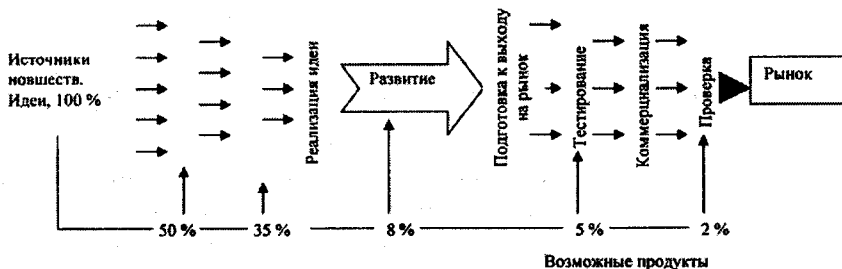 Источники
новшеств.
Идеи, 100 %
Реализация идеи
Развитие
Подготовка к выходу
на рынок
Тестирование
Коммерциализация
Проверка
Рынок
50 %
35 %
8 %
5 %
2 %
Возможные продукты